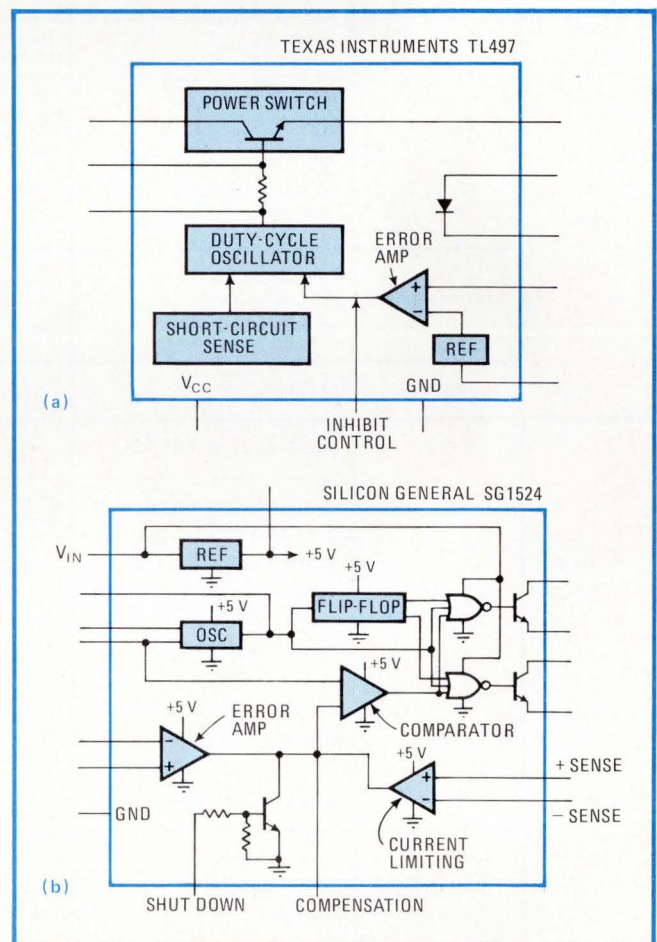 TEXAS INSTRUMENTS TL497
POWER SWITCH
DUTY-CYCLE
OSCILLATOR
ERROR
AMP
+
−
SHORT-CIRCUIT
SENSE
REF
VCC
GND
(a)
INHIBIT
CONTROL
SILICON GENERAL SG1524
VIN
REF
+5 V
+5 V
+5 V
FLIP-FLOP
OSC
+5 V
+5 V
ERROR
AMP
COMPARATOR
−
+
+5 V
+
−
+ SENSE
− SENSE
GND
CURRENT
LIMITING
(b)
SHUT DOWN
COMPENSATION